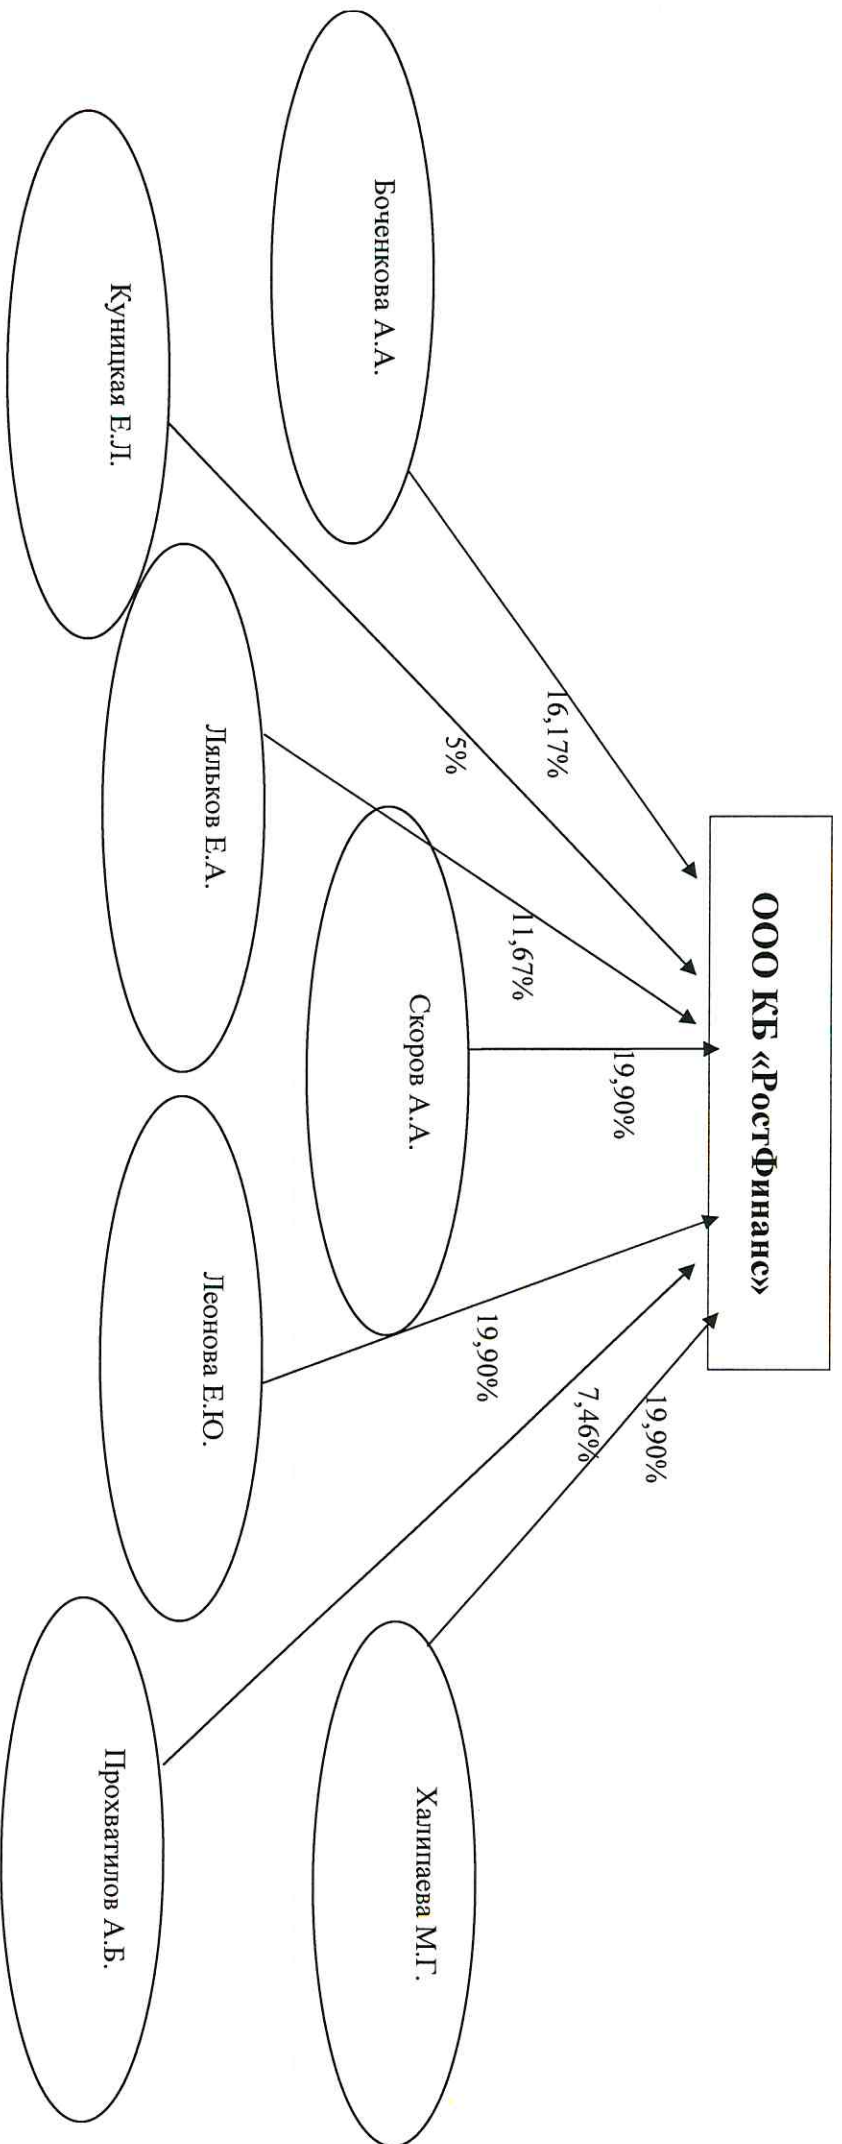 ООО КБ «РостФинанс»
16,17%
5%
11,67%
19,90%
19,90%
7,46%
19,90%
Боченкова А.А.
Куницкая Е.Л.
Ляльков Е.А.
Скоров А.А.
Леонова Е.Ю.
Прохватилов А.Б.
Халипаева М.Г.